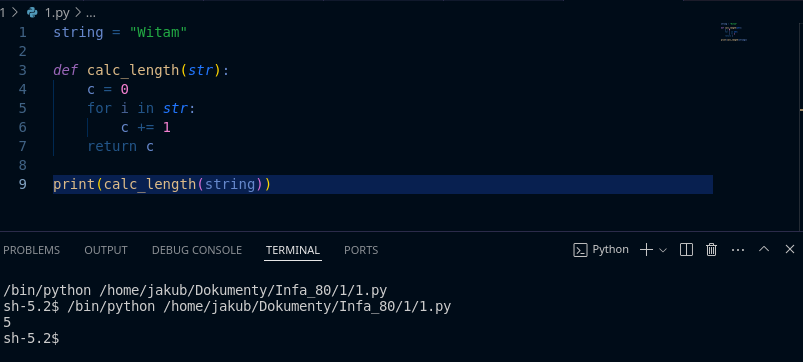 1 > 1.py > ...
1 string = "Witam"
2
3 def calc_length(str):
4     c = 0
5     for i in str:
6         c += 1
7     return c
8
9 print(calc_length(string))
PROBLEMS OUTPUT DEBUG CONSOLE TERMINAL PORTS Python
/bin/python /home/jakub/Dokumenty/Infa_80/1/1.py
sh-5.2$ /bin/python /home/jakub/Dokumenty/Infa_80/1/1.py
5
sh-5.2$